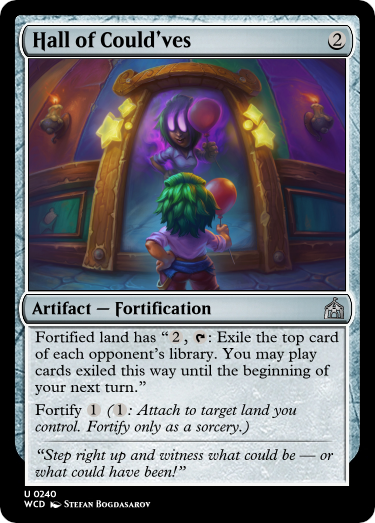 Hall of Could'ves 2
Artifact — Fortification
Fortified land has “2, : Exile the top card
of each opponent's library. You may play
cards exiled this way until the beginning of
your next turn.”
Fortify 1 (1: Attach to target land you
control. Fortify only as a sorcery.)
“Step right up and witness what could be — or
what could have been!”
U 0240
WCD Stefan Bogdasarov